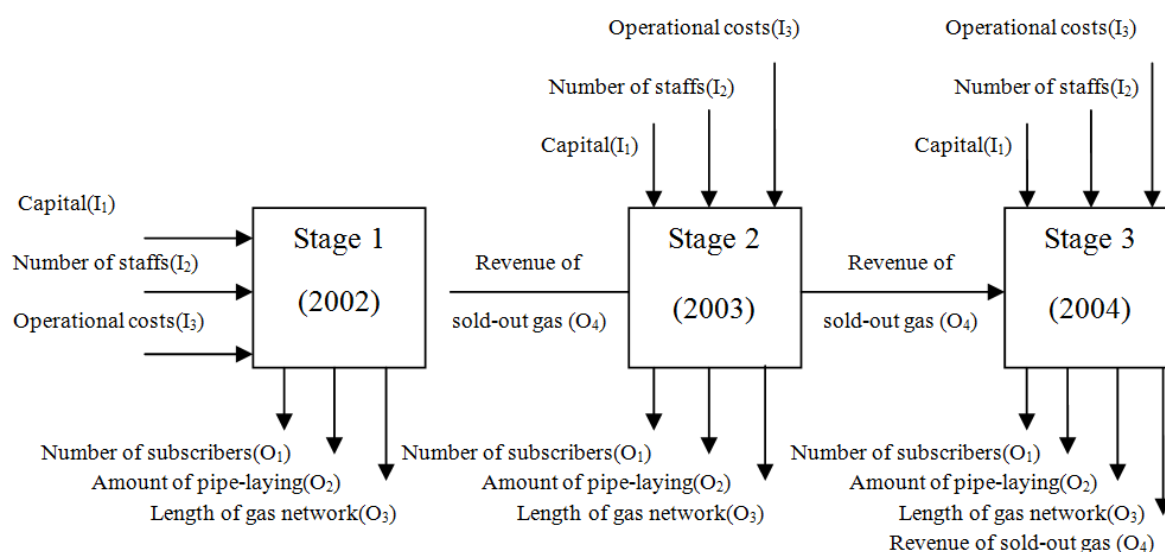 Operational costs(I₃)
Operational costs(I₃)
Number of staffs(I₂)
Number of staffs(I₂)
Capital(I₁)
Capital(I₁)
Capital(I₁)
Number of staffs(I₂)
Operational costs(I₃)
Stage 1
(2002)
Revenue of
sold-out gas (O₄)
Stage 2
(2003)
Revenue of
sold-out gas (O₄)
Stage 3
(2004)
Number of subscribers(O₁)
Amount of pipe-laying(O₂)
Length of gas network(O₃)
Number of subscribers(O₁)
Amount of pipe-laying(O₂)
Length of gas network(O₃)
Number of subscribers(O₁)
Amount of pipe-laying(O₂)
Length of gas network(O₃)
Revenue of sold-out gas (O₄)